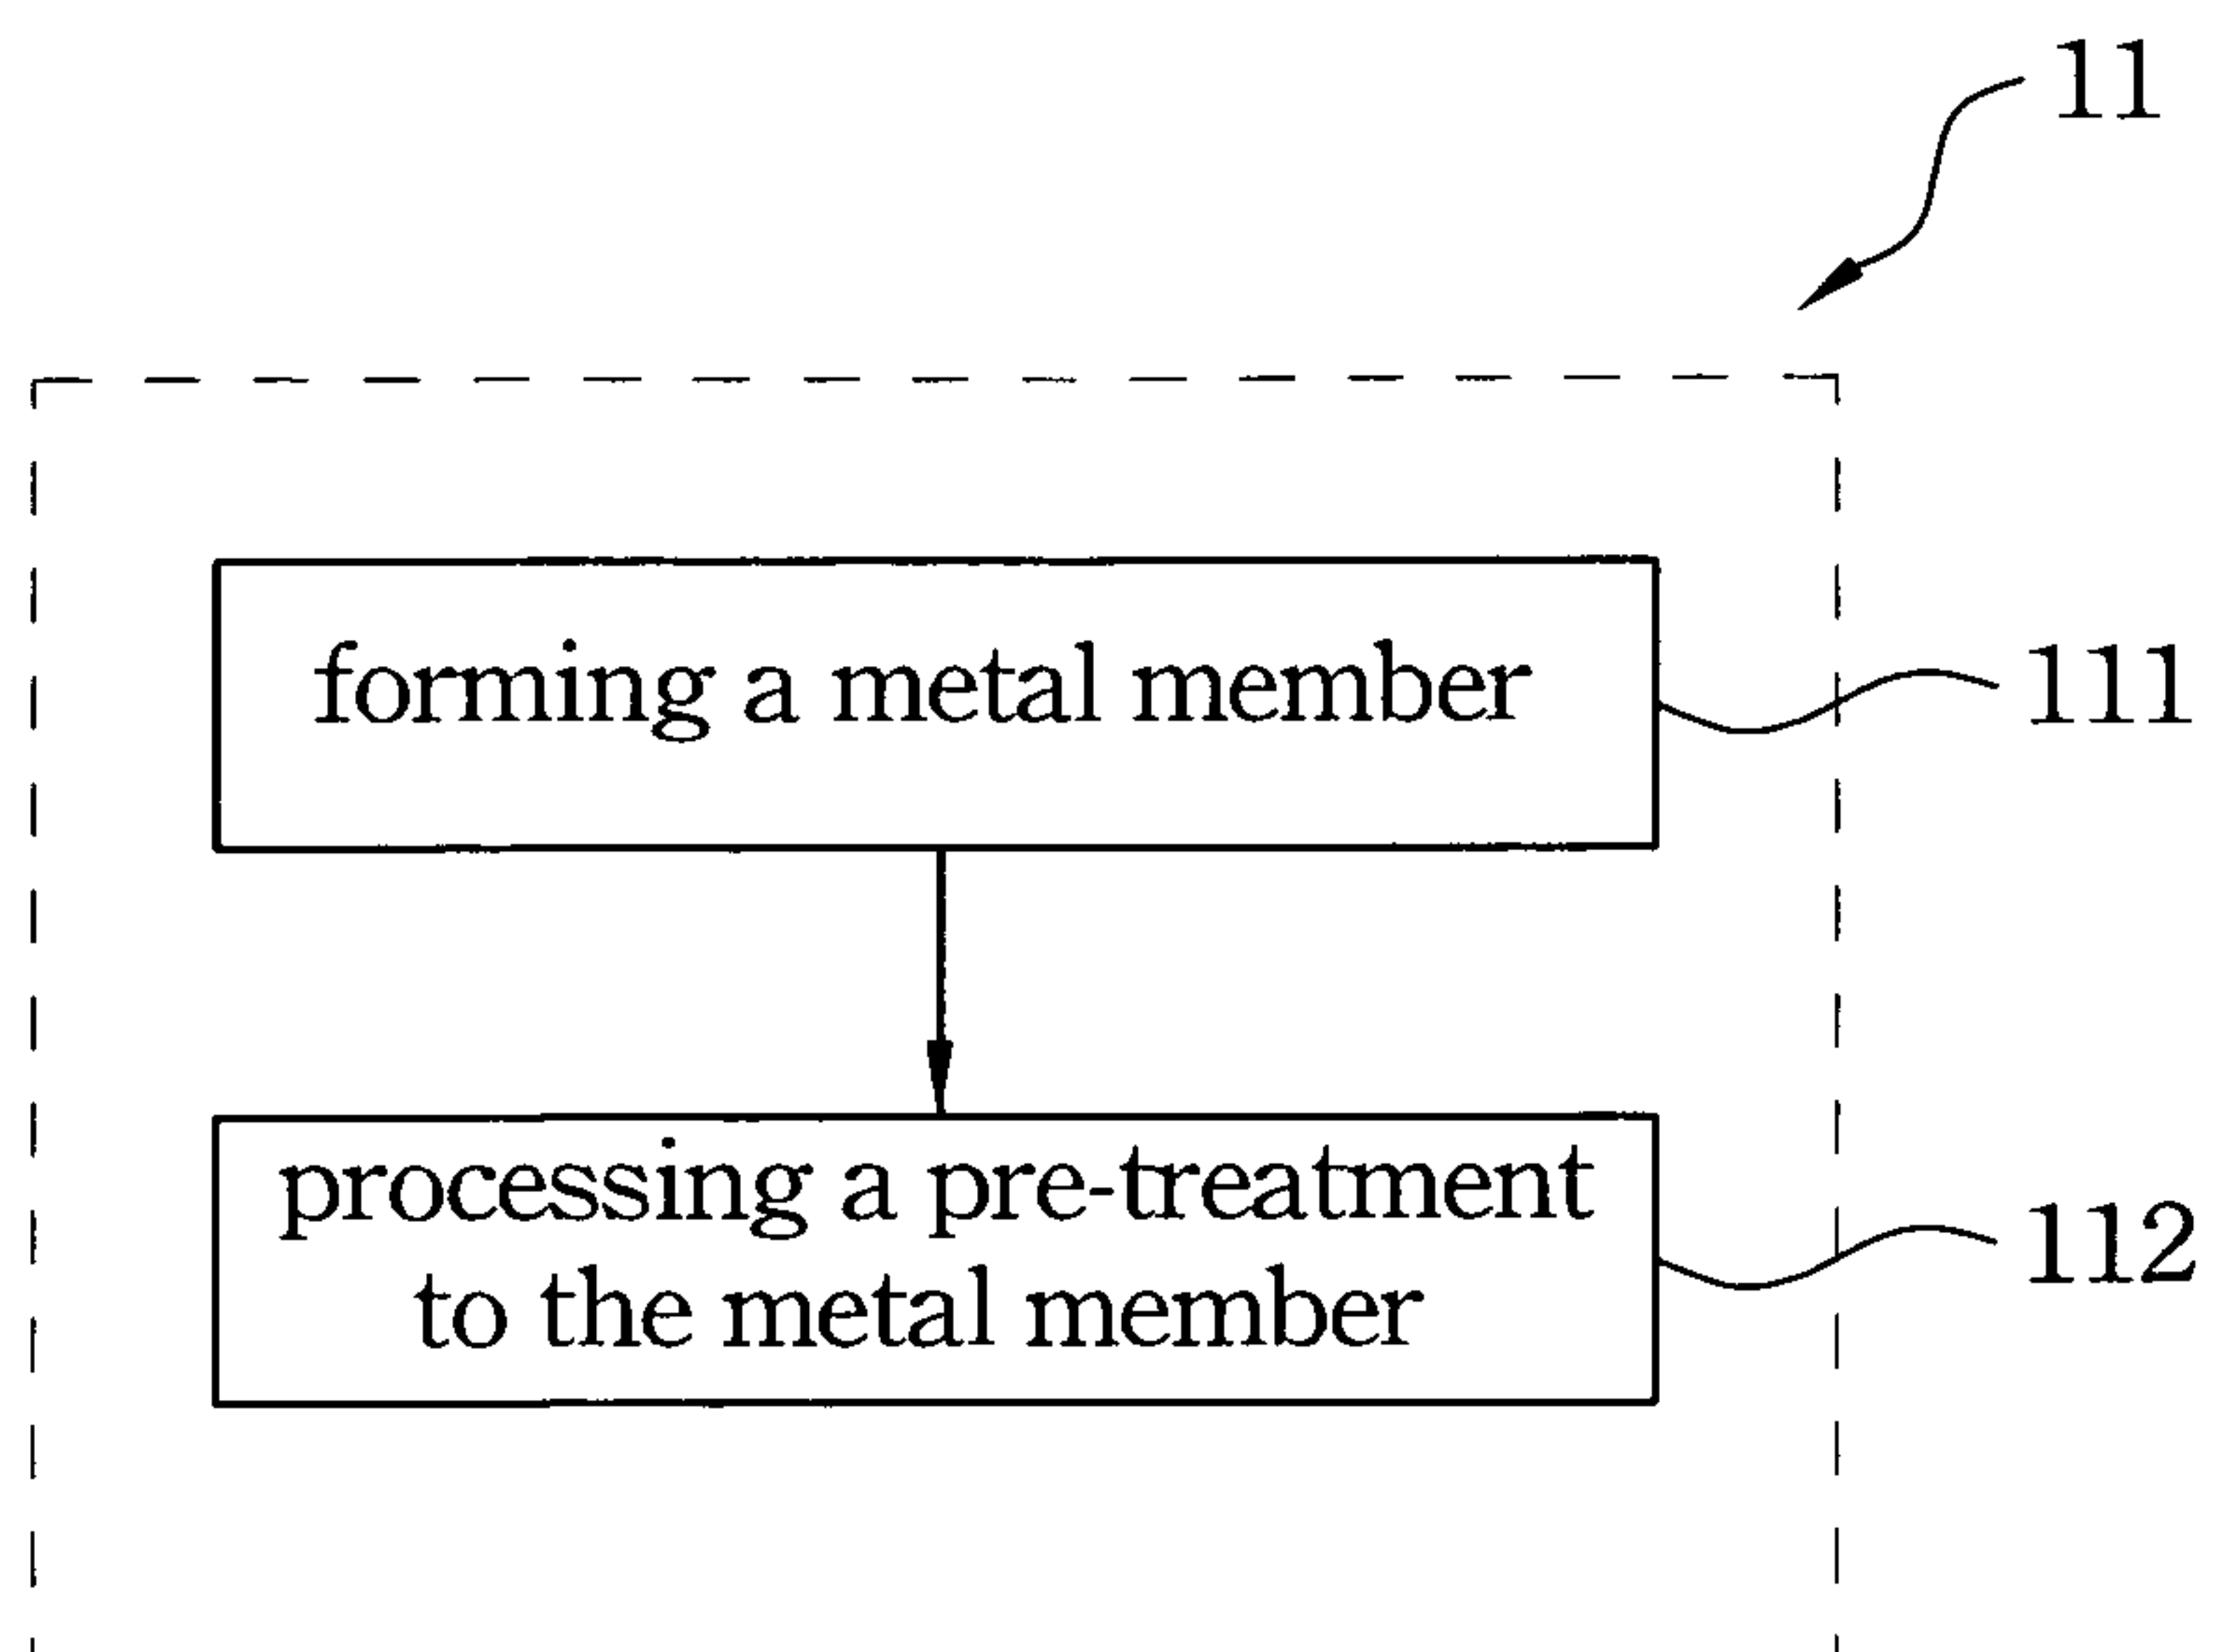 11
forming a metal member
111
processing a pre-treatment
to the metal member
112